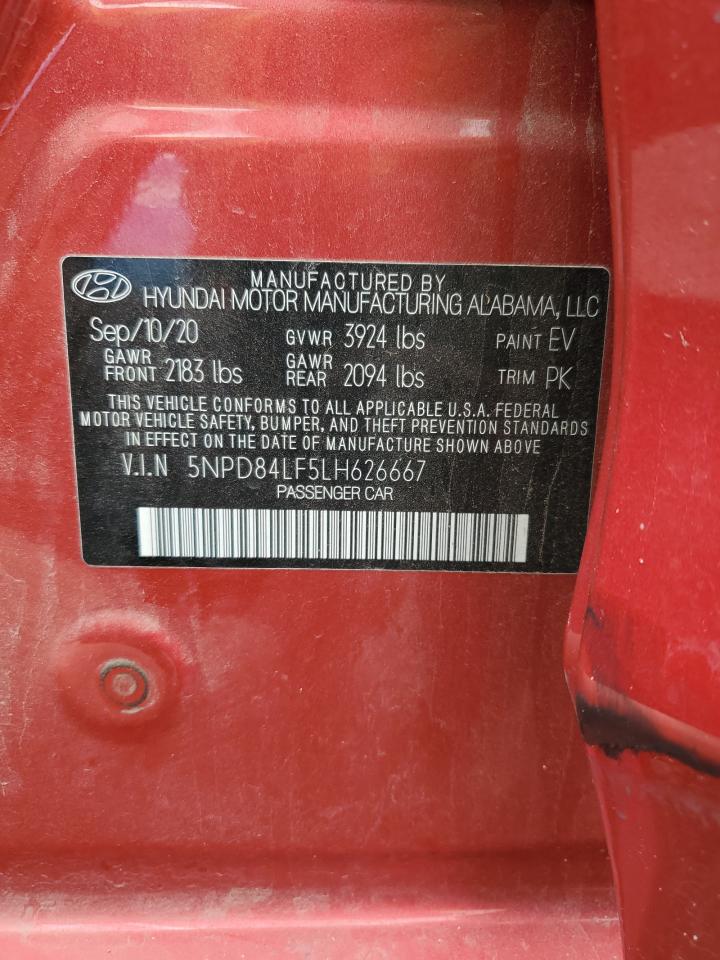 MANUFACTURED BY
HYUNDAI MOTOR MANUFACTURING ALABAMA, LLC
Sep/10/20 GVWR 3924 lbs PAINT EV
GAWR FRONT 2183 lbs GAWR REAR 2094 lbs TRIM PK
THIS VEHICLE CONFORMS TO ALL APPLICABLE U.S.A. FEDERAL
MOTOR VEHICLE SAFETY, BUMPER, AND THEFT PREVENTION STANDARDS
IN EFFECT ON THE DATE OF MANUFACTURE SHOWN ABOVE
V.I.N 5NPD84LF5LH626667
PASSENGER CAR